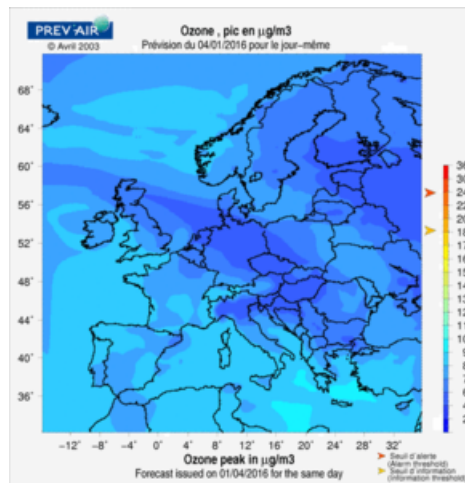 PREV'AIR
© Avril 2003
Ozone , pic en µg/m3
Prévision du 04/01/2016 pour le jour-même
68°
64°
60°
56°
52°
48°
44°
40°
36°
-12° -8° -4° 0° 4° 8° 12° 16° 20° 24° 28° 32°
Ozone peak in µg/m3
Forecast issued on 01/04/2016 for the same day
Seuil d'alerte
(Alarm threshold)
Seuil d'information
(Information threshold)